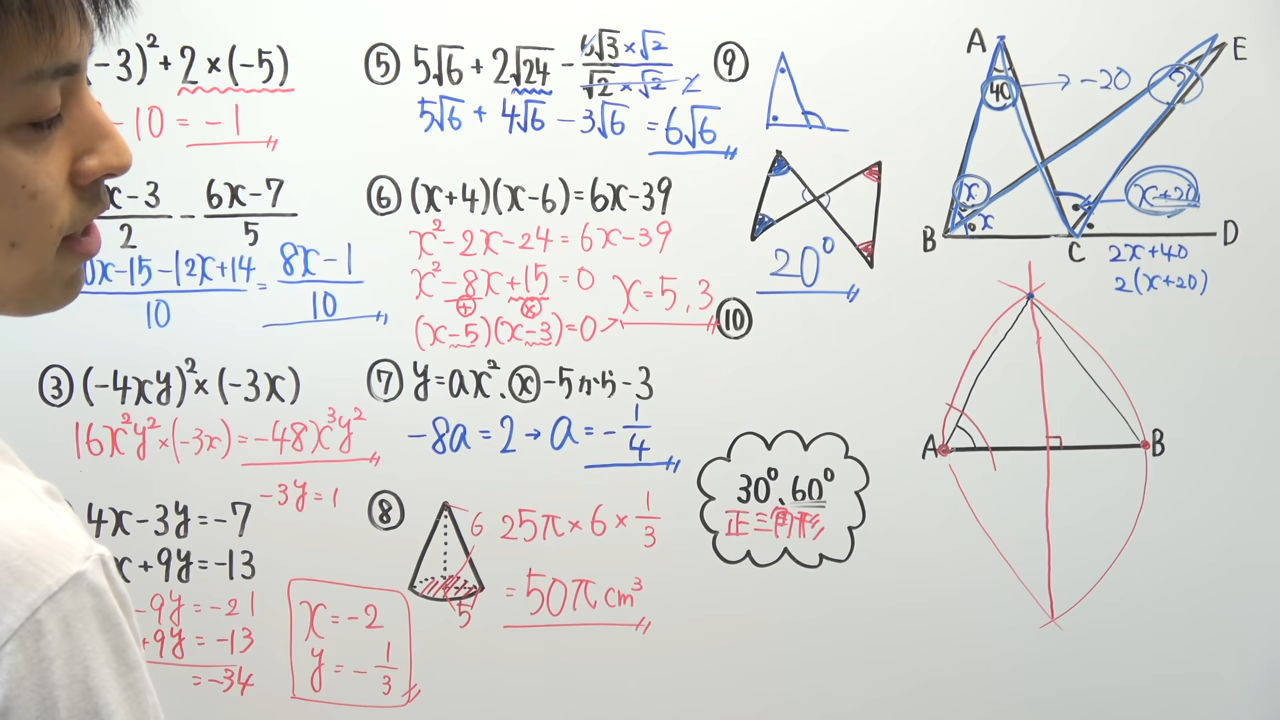 -3)²+2×(-5)
-10=-1
x-3/2-6x-7/5
0x-15-12x+14/10=8x-1/10
③(-4xy)²×(-3x)
16x²y²×(-3x)=-48x³y²
-3y=1
4x-3y=-7
x+9y=-13
-9y=-21
+9y=-13
=-34
x=-2
y=-1/3
⑤5√6+2√24-6√3×√2/√2×√2
5√6+4√6-3√6=6√6
⑥(x+4)(x-6)=6x-39
x²-2x-24=6x-39
x²-8x+15=0
⊕ ⊗
(x-5)(x-3)=0→x=5,3
⑦y=ax²、ⓧ-5から-3
-8a=2→a=-1/4
⑧
6
5
25π×6×1/3
=50πcm³
⑨
20°
A
40
→-20
?
E
x
x
x+20
B
C
D
2x+40
2(x+20)
⑩
30°、60°
正三角形
A
B